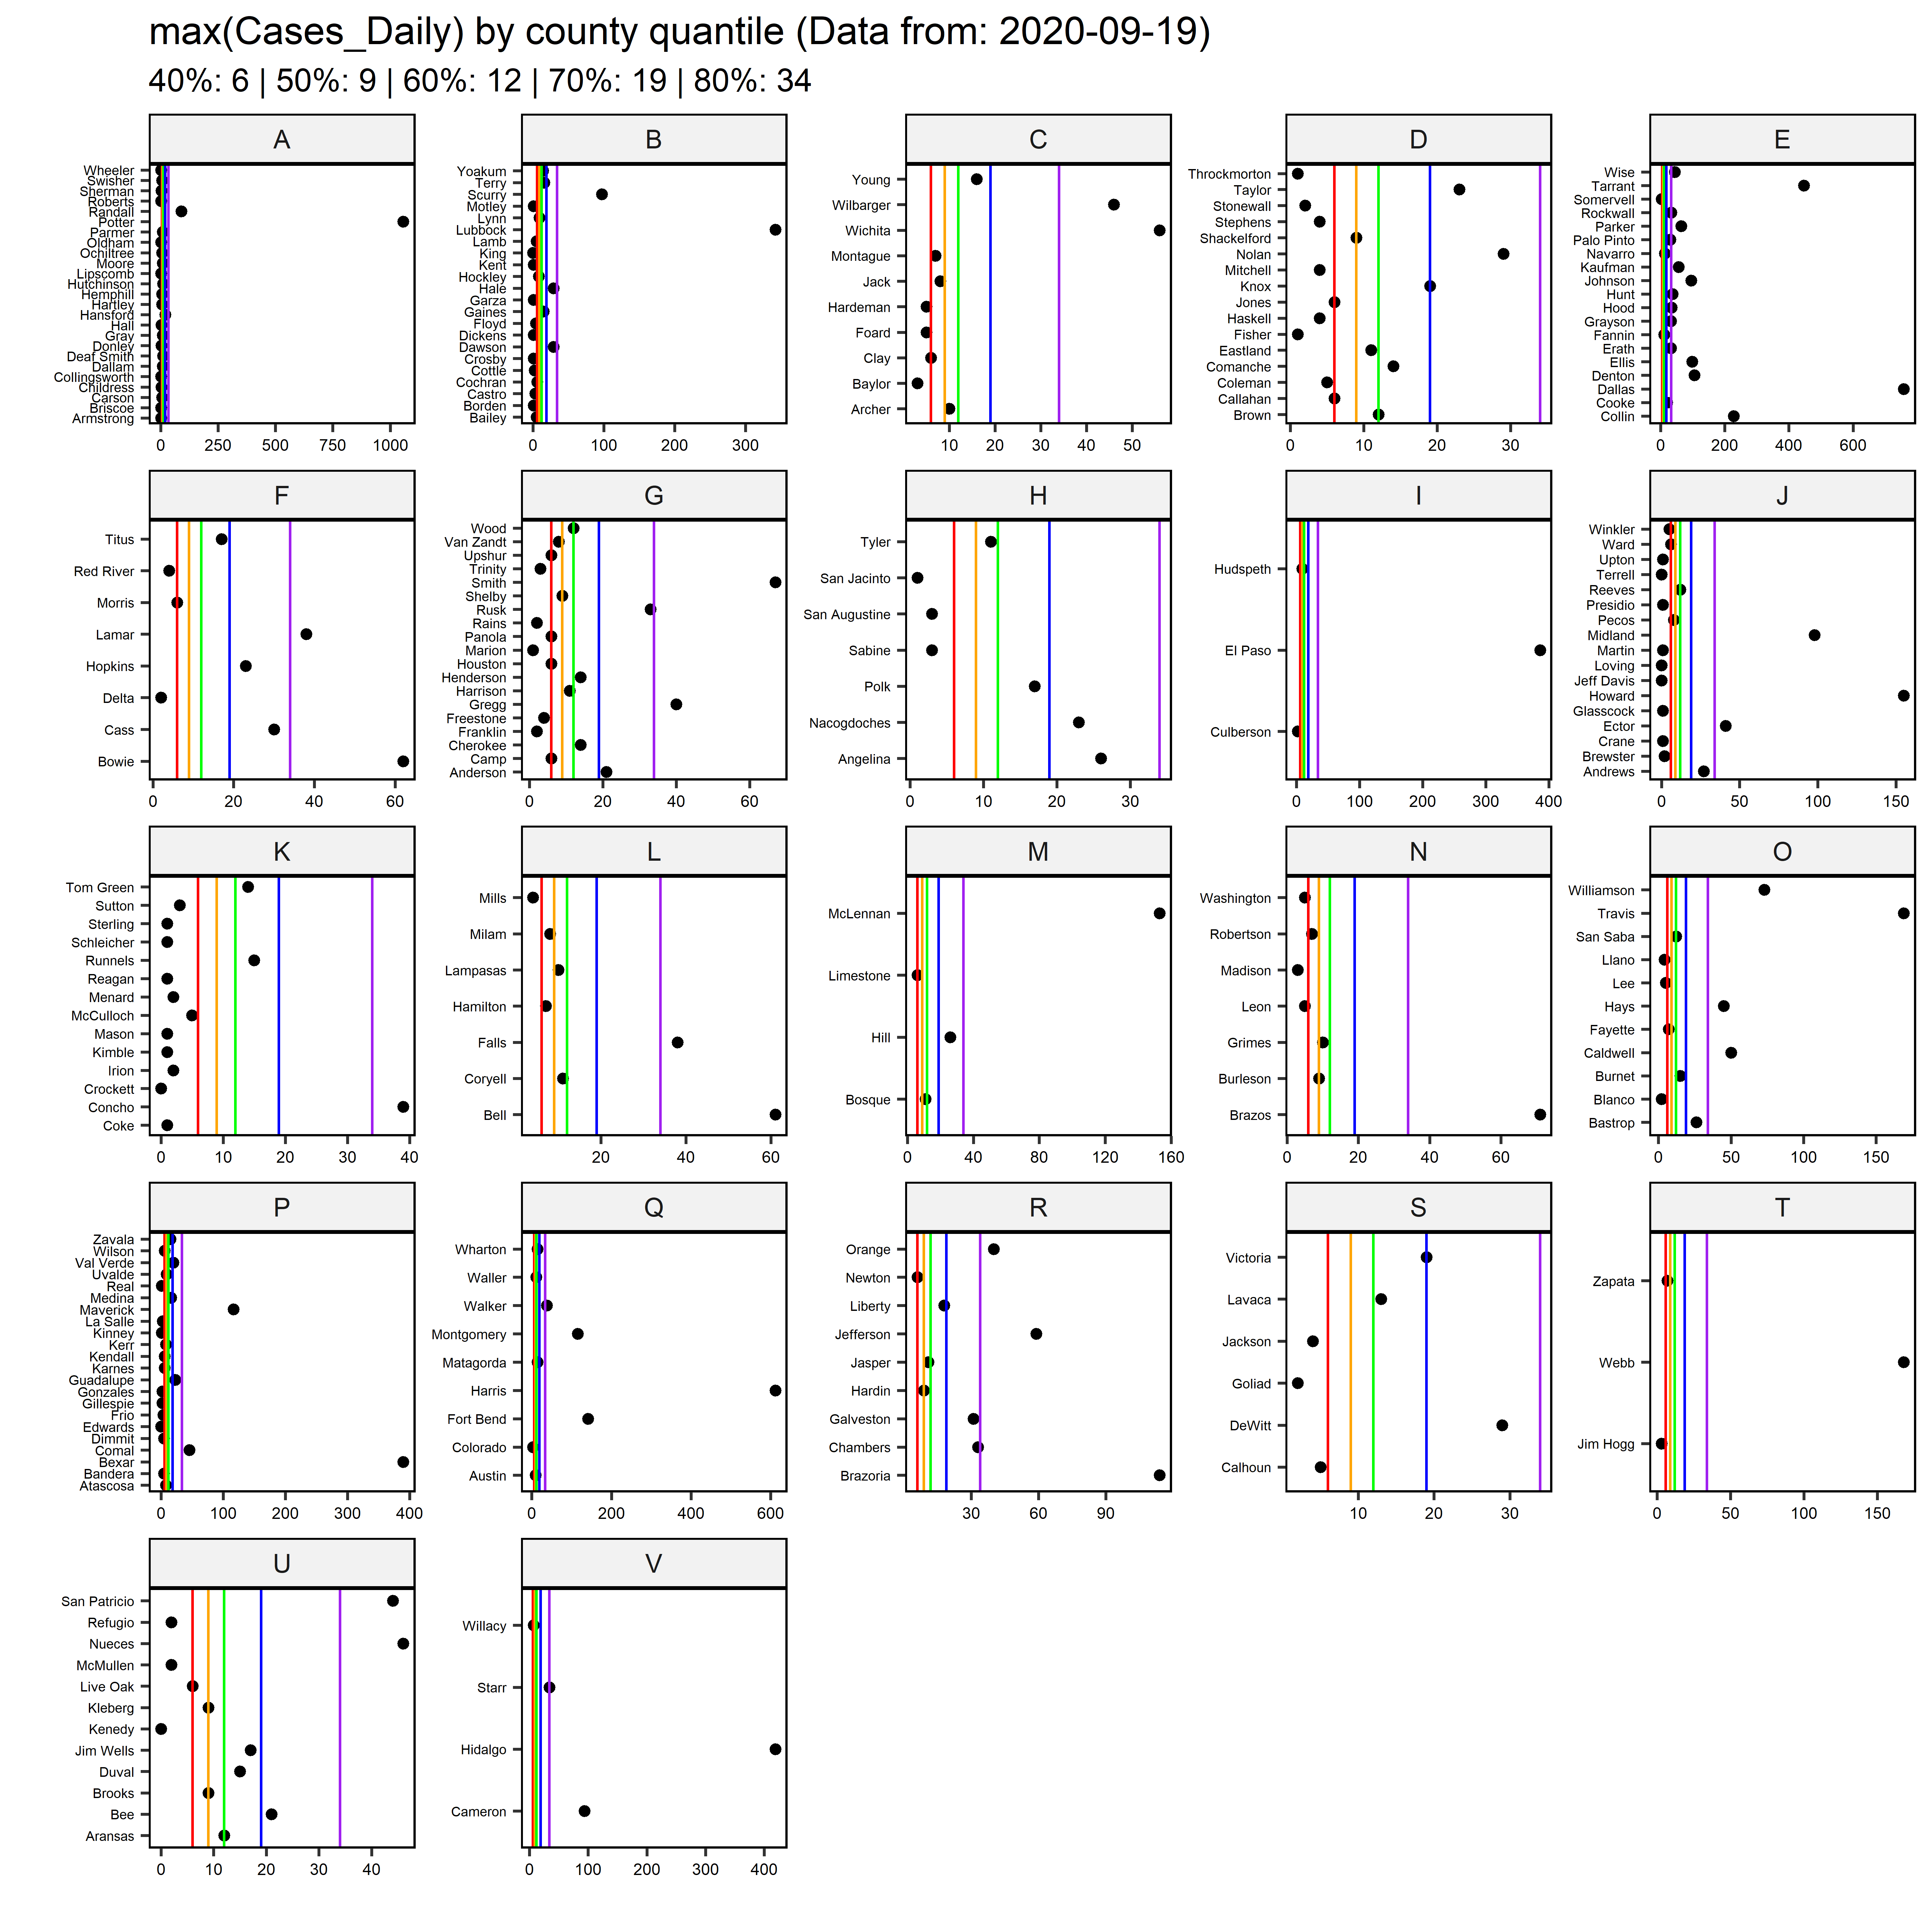 max(Cases_Daily) by county quantile (Data from: 2020-09-19)
40%: 6 | 50%: 9 | 60%: 12 | 70%: 19 | 80%: 34
A
Wheeler
Swisher
Sherman
Roberts
Randall
Potter
Parmer
Oldham
Ochiltree
Moore
Lipscomb
Hutchinson
Hemphill
Hartley
Hansford
Hall
Gray
Donley
Deaf Smith
Dallam
Collingsworth
Childress
Carson
Briscoe
Armstrong
0 250 500 750 1000
B
Yoakum
Terry
Scurry
Motley
Lynn
Lubbock
Lamb
King
Kent
Hockley
Hale
Garza
Gaines
Floyd
Dickens
Dawson
Crosby
Cottle
Cochran
Castro
Borden
Bailey
0 100 200 300
C
Young
Wilbarger
Wichita
Montague
Jack
Hardeman
Foard
Clay
Baylor
Archer
10 20 30 40 50
D
Throckmorton
Taylor
Stonewall
Stephens
Shackelford
Nolan
Mitchell
Knox
Jones
Haskell
Fisher
Eastland
Comanche
Coleman
Callahan
Brown
0 10 20 30
E
Wise
Tarrant
Somervell
Rockwall
Parker
Palo Pinto
Navarro
Kaufman
Johnson
Hunt
Hood
Grayson
Fannin
Erath
Ellis
Denton
Dallas
Cooke
Collin
0 200 400 600
F
Titus
Red River
Morris
Lamar
Hopkins
Delta
Cass
Bowie
0 20 40 60
G
Wood
Van Zandt
Upshur
Trinity
Smith
Shelby
Rusk
Rains
Panola
Marion
Houston
Henderson
Harrison
Gregg
Freestone
Franklin
Cherokee
Camp
Anderson
0 20 40 60
H
Tyler
San Jacinto
San Augustine
Sabine
Polk
Nacogdoches
Angelina
0 10 20 30
I
Hudspeth
El Paso
Culberson
0 100 200 300 400
J
Winkler
Ward
Upton
Terrell
Reeves
Presidio
Pecos
Midland
Martin
Loving
Jeff Davis
Howard
Glasscock
Ector
Crane
Brewster
Andrews
0 50 100 150
K
Tom Green
Sutton
Sterling
Schleicher
Runnels
Reagan
Menard
McCulloch
Mason
Kimble
Irion
Crockett
Concho
Coke
0 10 20 30 40
L
Mills
Milam
Lampasas
Hamilton
Falls
Coryell
Bell
20 40 60
M
McLennan
Limestone
Hill
Bosque
0 40 80 120 160
N
Washington
Robertson
Madison
Leon
Grimes
Burleson
Brazos
0 20 40 60
O
Williamson
Travis
San Saba
Llano
Lee
Hays
Fayette
Caldwell
Burnet
Blanco
Bastrop
0 50 100 150
P
Zavala
Wilson
Val Verde
Uvalde
Real
Medina
Maverick
La Salle
Kinney
Kerr
Kendall
Karnes
Guadalupe
Gonzales
Gillespie
Frio
Edwards
Dimmit
Comal
Bexar
Bandera
Atascosa
0 100 200 300 400
Q
Wharton
Waller
Walker
Montgomery
Matagorda
Harris
Fort Bend
Colorado
Austin
0 200 400 600
R
Orange
Newton
Liberty
Jefferson
Jasper
Hardin
Galveston
Chambers
Brazoria
30 60 90
S
Victoria
Lavaca
Jackson
Goliad
DeWitt
Calhoun
10 20 30
T
Zapata
Webb
Jim Hogg
0 50 100 150
U
San Patricio
Refugio
Nueces
McMullen
Live Oak
Kleberg
Kenedy
Jim Wells
Duval
Brooks
Bee
Aransas
0 10 20 30 40
V
Willacy
Starr
Hidalgo
Cameron
0 100 200 300 400